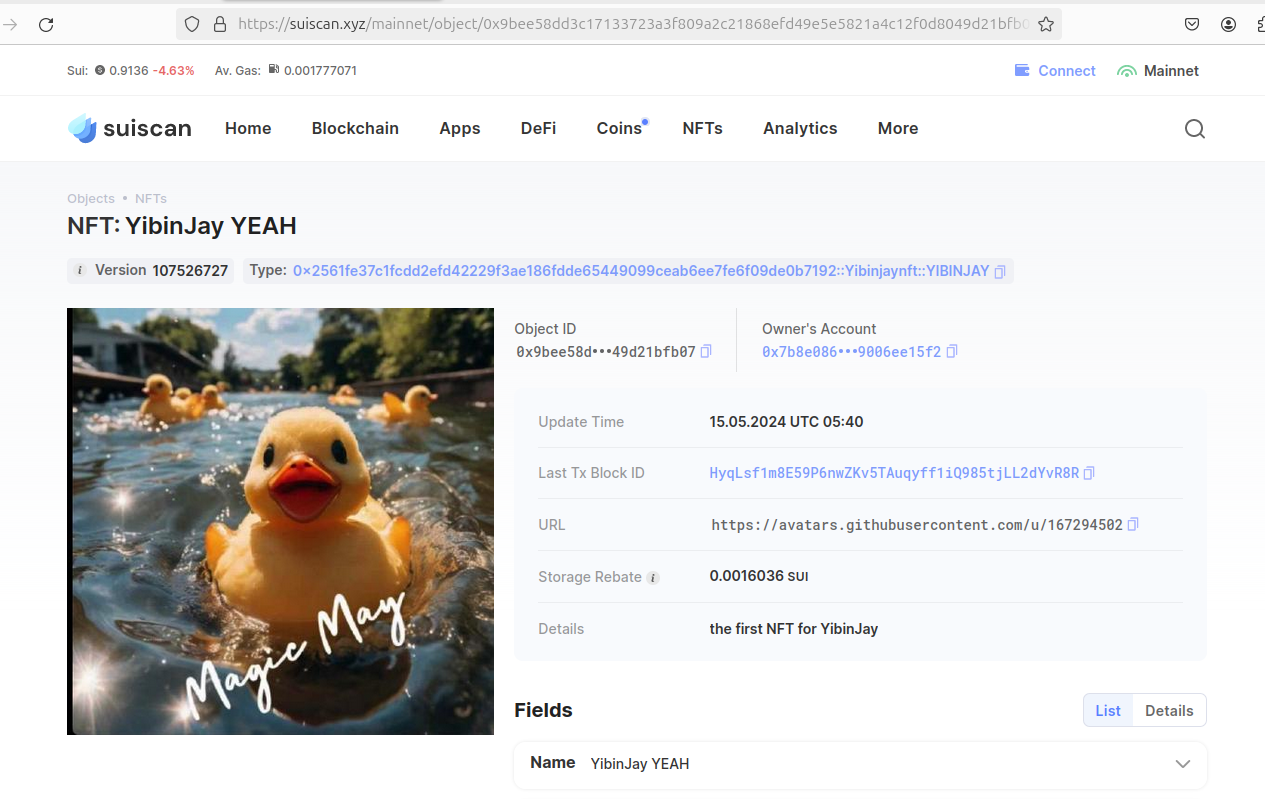 https://suiscan.xyz/mainnet/object/0x9bee58dd3c17133723a3f809a2c21868efd49e5e5821a4c12f0d8049d21bfb0
Sui: 0.9136 -4.63% Av. Gas: 0.001777071 Connect Mainnet
suiscan Home Blockchain Apps DeFi Coins NFTs Analytics More
Objects • NFTs
NFT: YibinJay YEAH
i Version 107526727 Type: 0x2561fe37c1fcdd2efd42229f3ae186fdde65449099ceab6ee7fe6f09de0b7192::Yibinjaynft::YIBINJAY
Object ID Owner's Account
0x9bee58d•••49d21bfb07 0x7b8e086•••9006ee15f2
Update Time 15.05.2024 UTC 05:40
Last Tx Block ID HyqLsf1m8E59P6nwZKv5TAuqyff1iQ985tjLL2dYvR8R
URL https://avatars.githubusercontent.com/u/167294502
Storage Rebate i 0.0016036 SUI
Details the first NFT for YibinJay
Magic May
Fields List Details
Name YibinJay YEAH